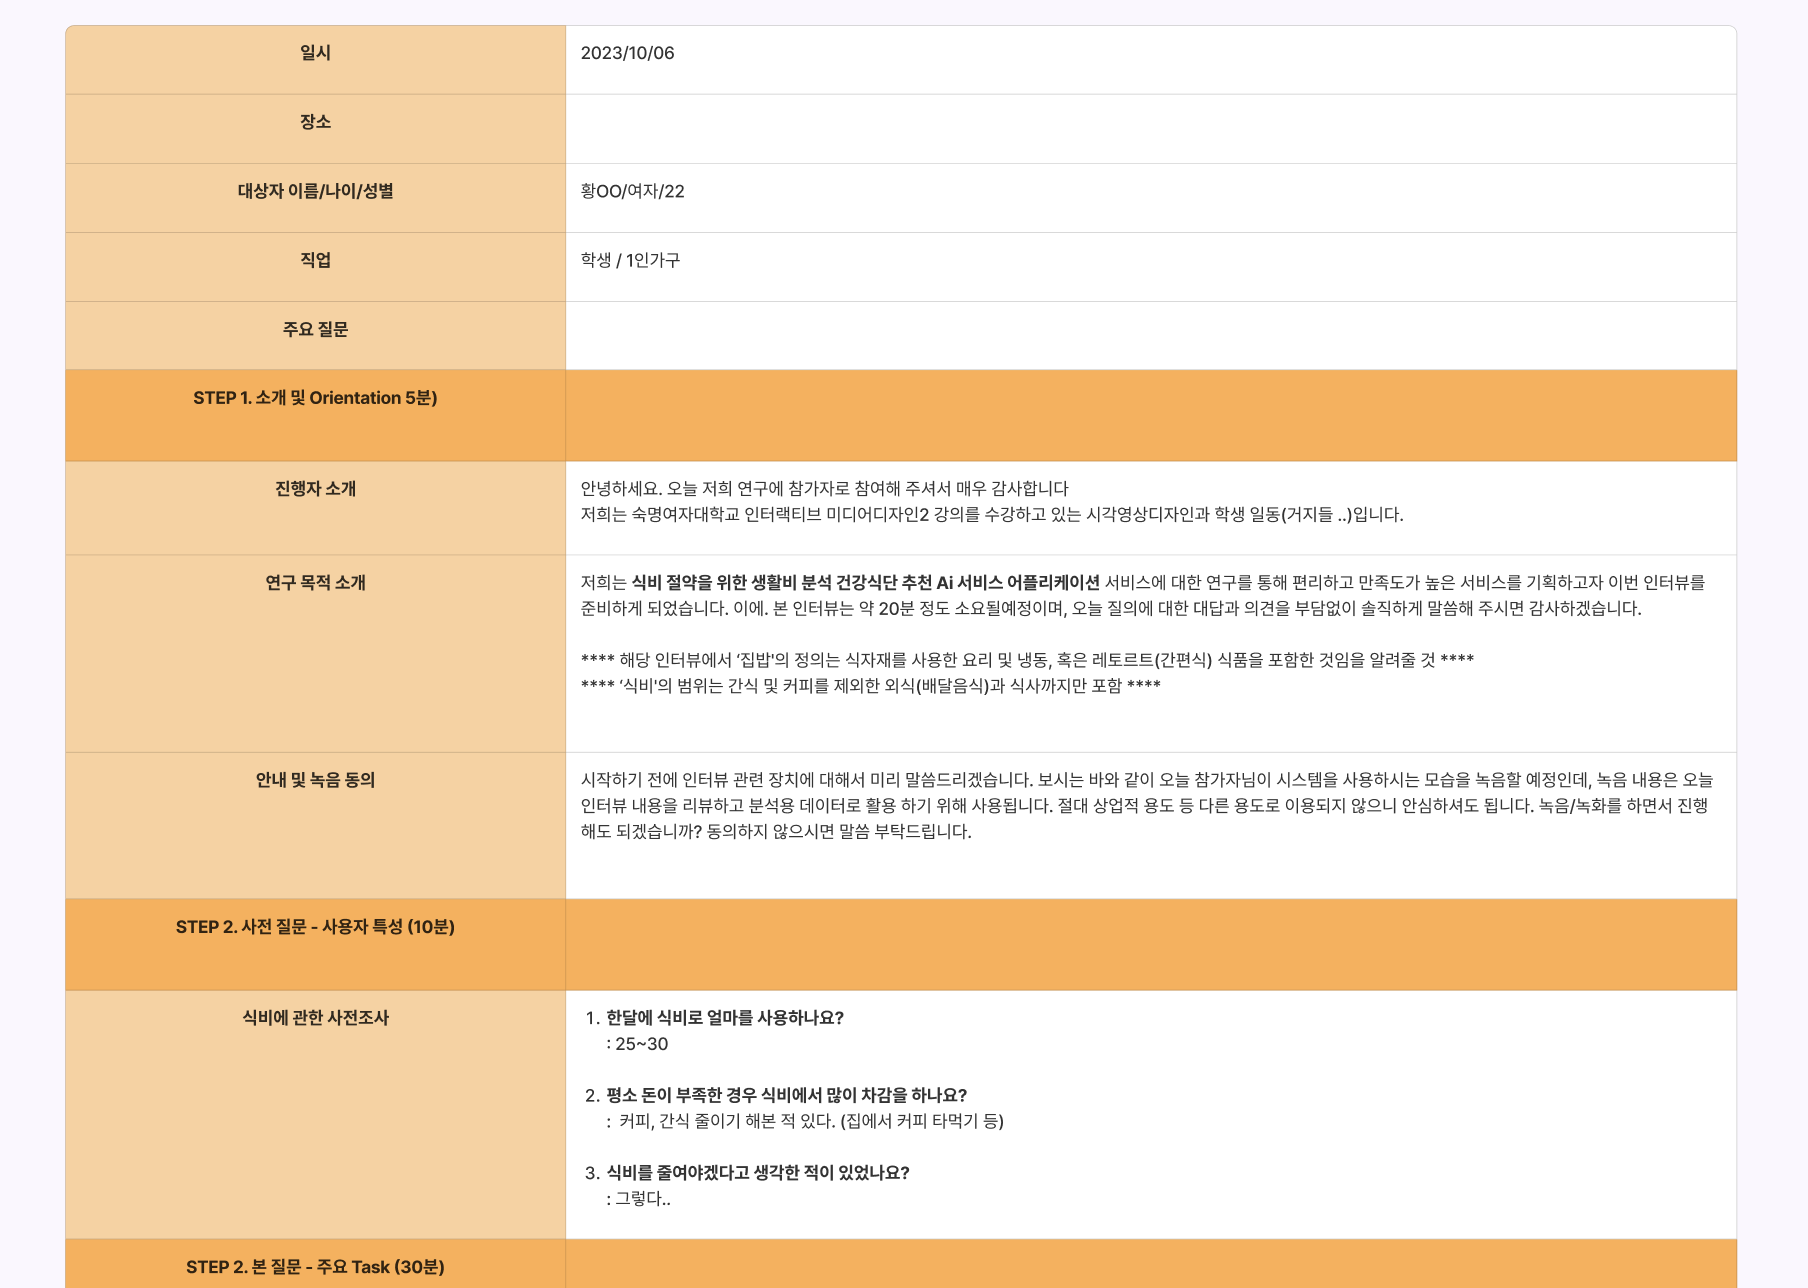 일시
2023/10/06
장소
대상자 이름/나이/성별
황OO/여자/22
직업
학생 / 1인가구
주요 질문
STEP 1. 소개 및 Orientation 5분)
진행자 소개
안녕하세요. 오늘 저희 연구에 참가자로 참여해 주셔서 매우 감사합니다
저희는 숙명여자대학교 인터랙티브 미디어디자인2 강의를 수강하고 있는 시각영상디자인과 학생 일동(거지들 ..)입니다.
연구 목적 소개
저희는 식비 절약을 위한 생활비 분석 건강식단 추천 Ai 서비스 어플리케이션 서비스에 대한 연구를 통해 편리하고 만족도가 높은 서비스를 기획하고자 이번 인터뷰를
준비하게 되었습니다. 이에. 본 인터뷰는 약 20분 정도 소요될예정이며, 오늘 질의에 대한 대답과 의견을 부담없이 솔직하게 말씀해 주시면 감사하겠습니다.
**** 해당 인터뷰에서 ‘집밥'의 정의는 식자재를 사용한 요리 및 냉동, 혹은 레토르트(간편식) 식품을 포함한 것임을 알려줄 것 ****
**** ‘식비'의 범위는 간식 및 커피를 제외한 외식(배달음식)과 식사까지만 포함 ****
안내 및 녹음 동의
시작하기 전에 인터뷰 관련 장치에 대해서 미리 말씀드리겠습니다. 보시는 바와 같이 오늘 참가자님이 시스템을 사용하시는 모습을 녹음할 예정인데, 녹음 내용은 오늘
인터뷰 내용을 리뷰하고 분석용 데이터로 활용 하기 위해 사용됩니다. 절대 상업적 용도 등 다른 용도로 이용되지 않으니 안심하셔도 됩니다. 녹음/녹화를 하면서 진행
해도 되겠습니까? 동의하지 않으시면 말씀 부탁드립니다.
STEP 2. 사전 질문 - 사용자 특성 (10분)
식비에 관한 사전조사
1. 한달에 식비로 얼마를 사용하나요?
: 25~30
2. 평소 돈이 부족한 경우 식비에서 많이 차감을 하나요?
: 커피, 간식 줄이기 해본 적 있다. (집에서 커피 타먹기 등)
3. 식비를 줄여야겠다고 생각한 적이 있었나요?
: 그렇다..
STEP 2. 본 질문 - 주요 Task (30분)